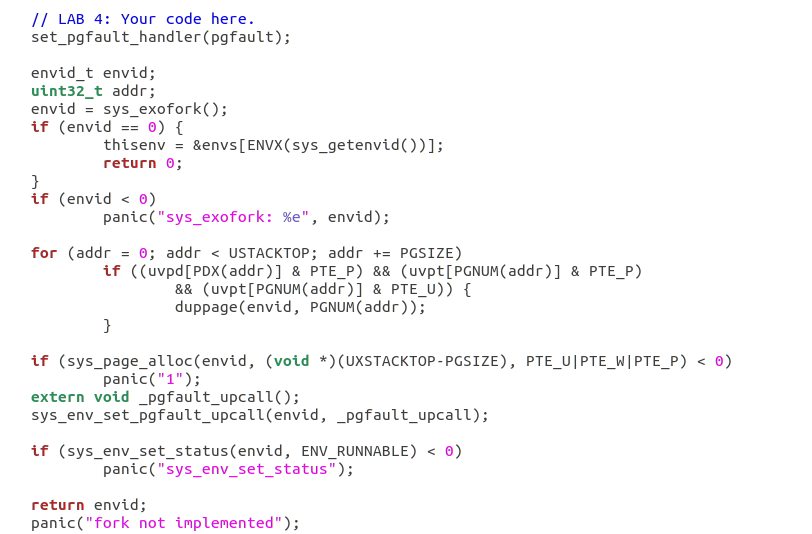 // LAB 4: Your code here.
set_pgfault_handler(pgfault);
envid_t envid;
uint32_t addr;
envid = sys_exofork();
if (envid == 0) {
thisenv = &envs[ENVX(sys_getenvid())];
return 0;
}
if (envid < 0)
panic("sys_exofork: %e", envid);
for (addr = 0; addr < USTACKTOP; addr += PGSIZE)
if ((uvpd[PDX(addr)] & PTE_P) && (uvpt[PGNUM(addr)] & PTE_P)
&& (uvpt[PGNUM(addr)] & PTE_U)) {
duppage(envid, PGNUM(addr));
}
if (sys_page_alloc(envid, (void *)(UXSTACKTOP-PGSIZE), PTE_U|PTE_W|PTE_P) < 0)
panic("1");
extern void _pgfault_upcall();
sys_env_set_pgfault_upcall(envid, _pgfault_upcall);
if (sys_env_set_status(envid, ENV_RUNNABLE) < 0)
panic("sys_env_set_status");
return envid;
panic("fork not implemented");